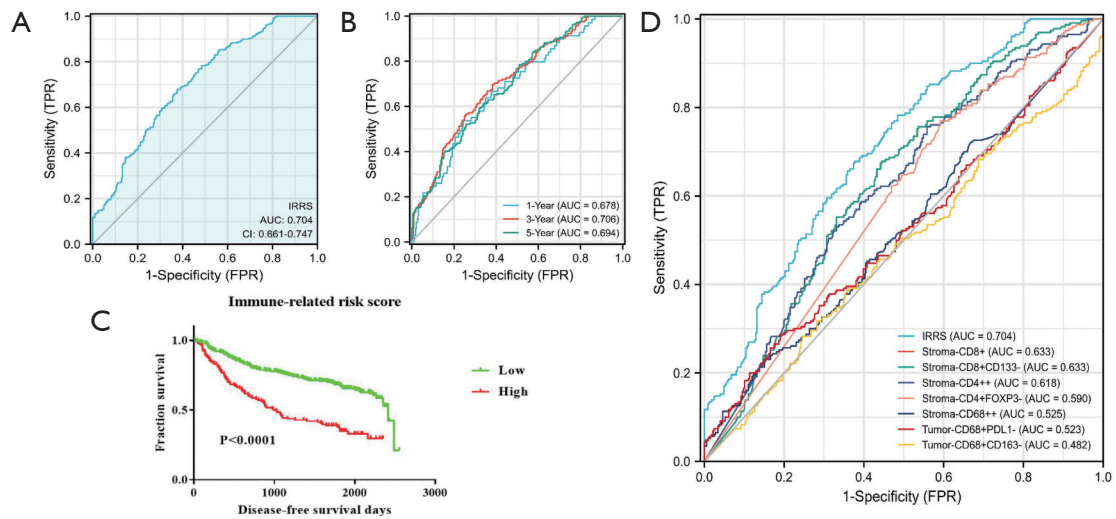 A
Sensitivity (TPR)
1.0
0.8
0.6
0.4
0.2
0.0
IRRS
AUC: 0.704
CI: 0.661-0.747
0.0 0.2 0.4 0.6 0.8 1.0
1-Specificity (FPR)
B
Sensitivity (TPR)
1.0
0.8
0.6
0.4
0.2
0.0
1-Year (AUC = 0.678)
3-Year (AUC = 0.706)
5-Year (AUC = 0.694)
0.0 0.2 0.4 0.6 0.8 1.0
1-Specificity (FPR)
C
Immune-related risk score
Fraction survival
1.0
0.5
0.0
Low
High
P<0.0001
0 1000 2000 3000
Disease-free survival days
D
Sensitivity (TPR)
1.0
0.8
0.6
0.4
0.2
0.0
IRRS (AUC = 0.704)
Stroma-CD8+ (AUC = 0.633)
Stroma-CD8+CD133- (AUC = 0.633)
Stroma-CD4++ (AUC = 0.618)
Stroma-CD4+FOXP3- (AUC = 0.590)
Stroma-CD68++ (AUC = 0.525)
Tumor-CD68+PDL1- (AUC = 0.523)
Tumor-CD68+CD163- (AUC = 0.482)
0.0 0.2 0.4 0.6 0.8 1.0
1-Specificity (FPR)